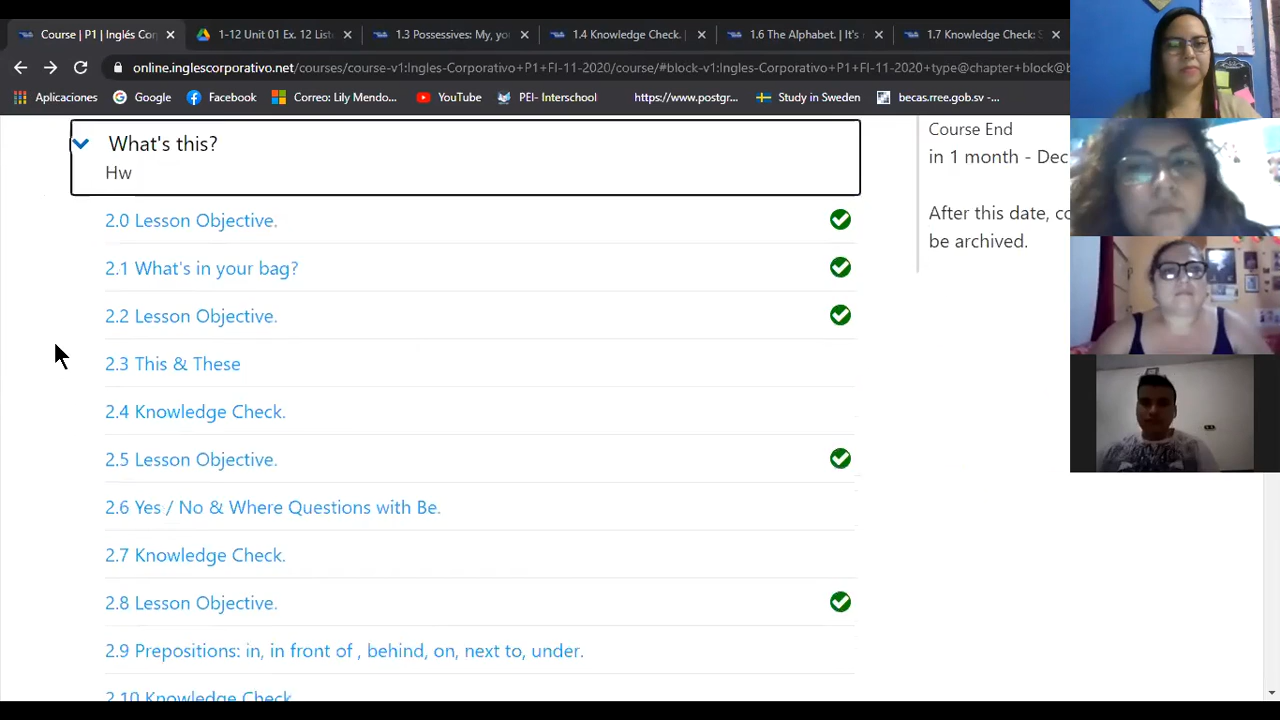 Course | P1 | Inglés Cor
1-12 Unit 01 Ex. 12 List
1.3 Possessives: My, yo
1.4 Knowledge Check.
1.6 The Alphabet. | It's
1.7 Knowledge Check: S
online.inglescorporativo.net/courses/course-v1:Ingles-Corporativo+P1+FI-11-2020/course/#block-v1:Ingles-Corporativo+P1+FI-11-2020+type@chapter+block@b
Aplicaciones
Google
Facebook
Correo: Lily Mendo...
YouTube
PEI- Interschool
https://www.postgr...
Study in Sweden
becas.rree.gob.sv -...
What's this?
Hw
2.0 Lesson Objective.
2.1 What's in your bag?
2.2 Lesson Objective.
2.3 This & These
2.4 Knowledge Check.
2.5 Lesson Objective.
2.6 Yes / No & Where Questions with Be.
2.7 Knowledge Check.
2.8 Lesson Objective.
2.9 Prepositions: in, in front of , behind, on, next to, under.
2.10 Knowledge Check
Course End
in 1 month - Dec
After this date, co
be archived.